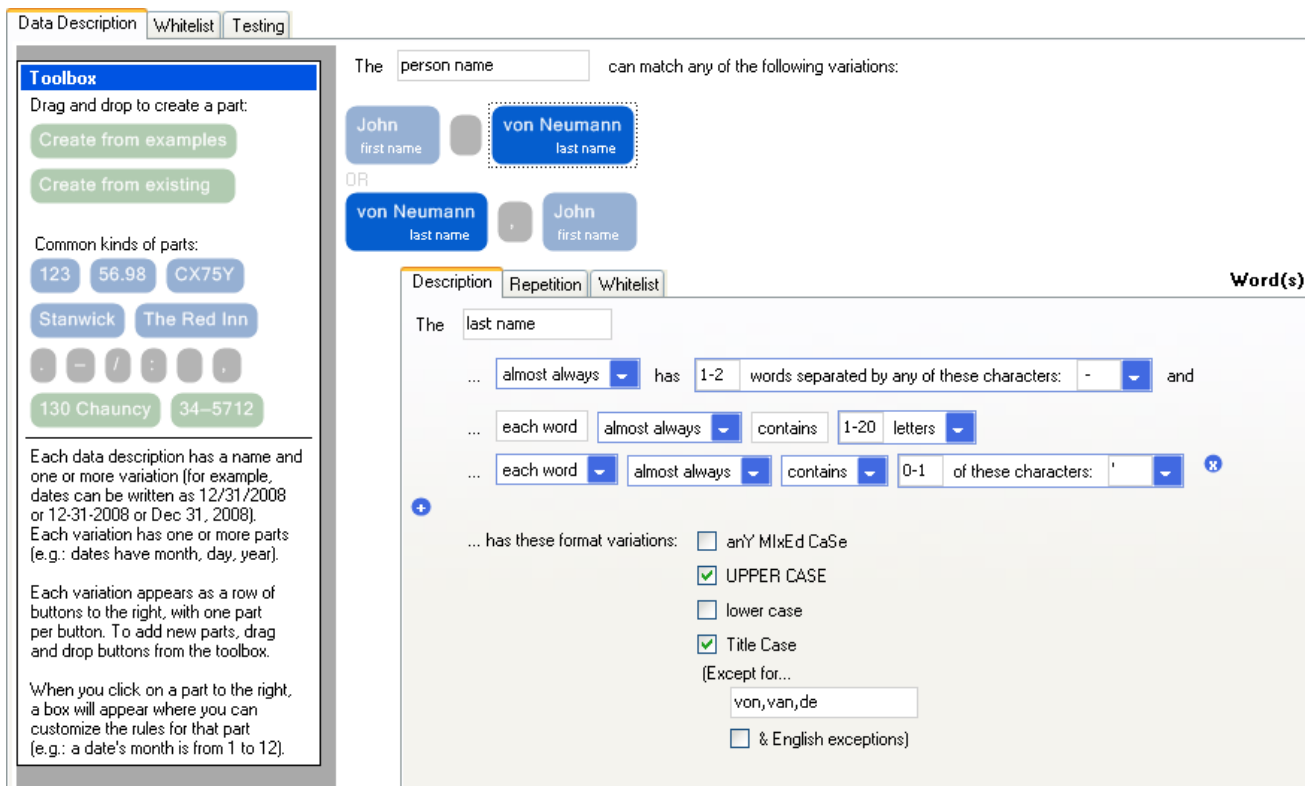 Data Description Whitelist Testing
Toolbox
Drag and drop to create a part:
Create from examples
Create from existing
Common kinds of parts:
123 56.98 CX75Y
Stanwick The Red Inn
. – / : ,
130 Chauncy 34–5712
Each data description has a name and
one or more variation (for example,
dates can be written as 12/31/2008
or 12-31-2008 or Dec 31, 2008).
Each variation has one or more parts
(e.g.: dates have month, day, year).
Each variation appears as a row of
buttons to the right, with one part
per button. To add new parts, drag
and drop buttons from the toolbox.
When you click on a part to the right,
a box will appear where you can
customize the rules for that part
(e.g.: a date's month is from 1 to 12).
The person name can match any of the following variations:
John first name von Neumann last name
OR
von Neumann last name , John first name
Description Repetition Whitelist Word(s)
The last name
... almost always has 1-2 words separated by any of these characters: - and
... each word almost always contains 1-20 letters
... each word almost always contains 0-1 of these characters: ' x
+
... has these format variations: anY MIxEd CaSe
UPPER CASE
lower case
Title Case
(Except for...
von,van,de
& English exceptions)